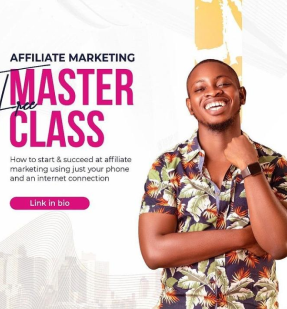 AFFILIATE MARKETING
Free
MASTER
CLASS
How to start & succeed at affiliate
marketing using just your phone
and an internet connection
Link in bio